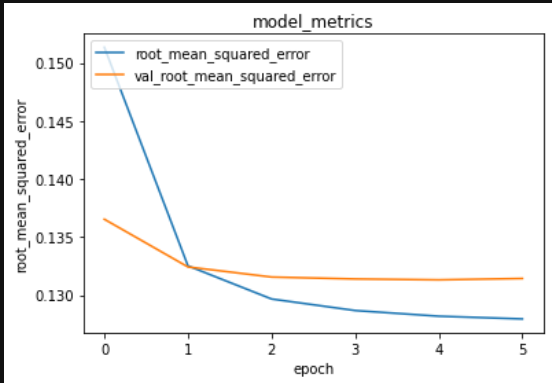 model_metrics
root_mean_squared_error
val_root_mean_squared_error
root_mean_squared_error
0.150
0.145
0.140
0.135
0.130
0 1 2 3 4 5
epoch